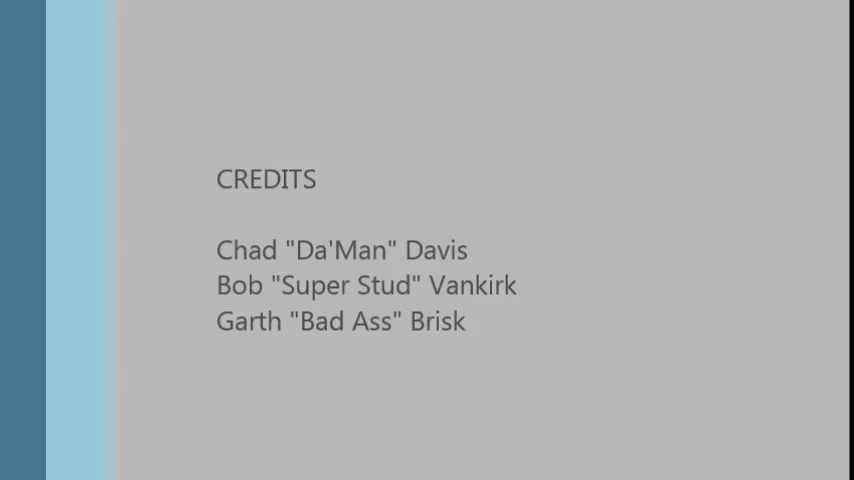 CREDITS
Chad "Da'Man" Davis
Bob "Super Stud" Vankirk
Garth "Bad Ass" Brisk